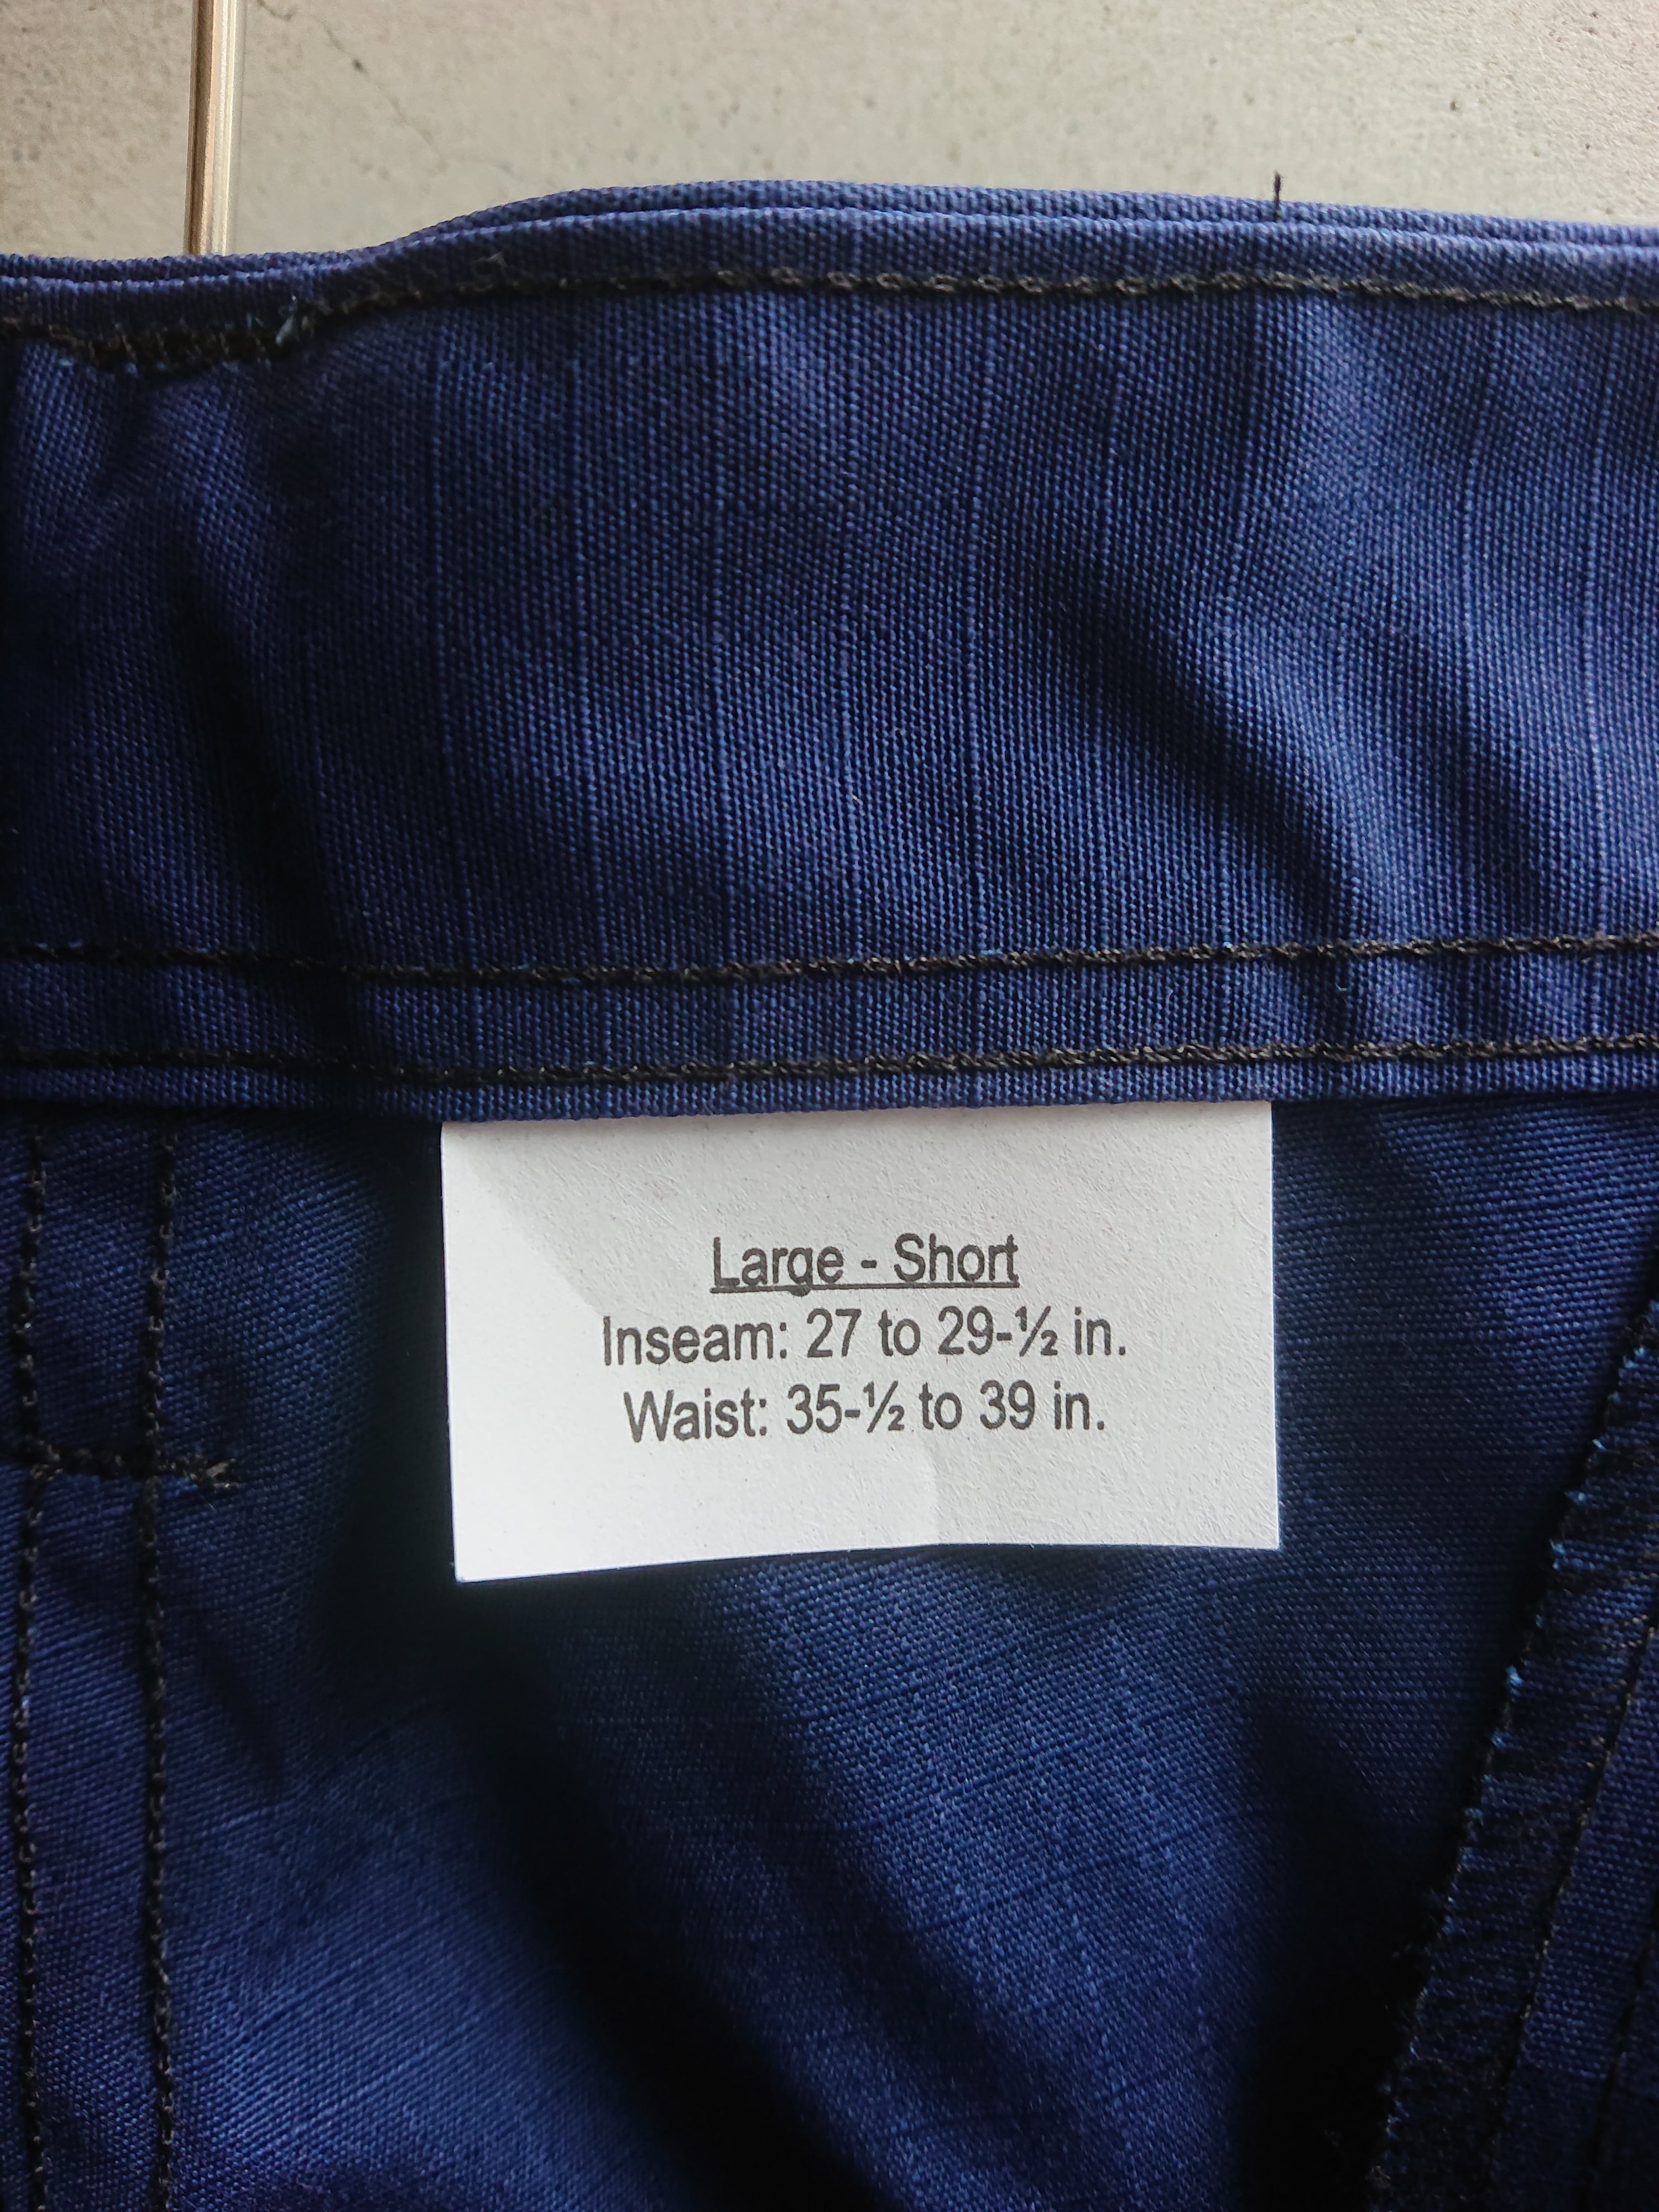 Large - Short
Inseam: 27 to 29-½ in.
Waist: 35-½ to 39 in.